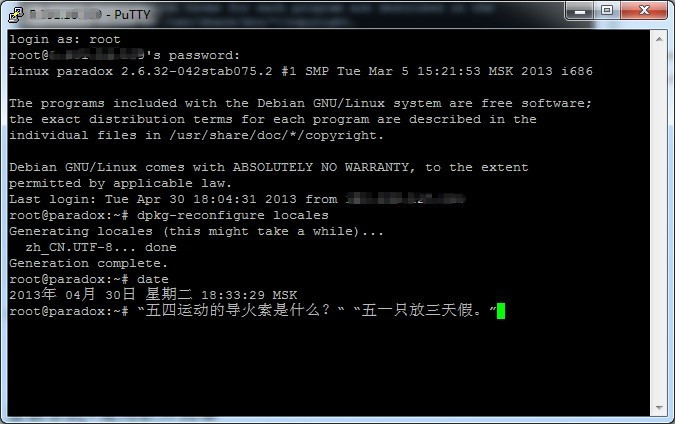 - PuTTY
login as: root
root@ 's password:
Linux paradox 2.6.32-042stab075.2 #1 SMP Tue Mar 5 15:21:53 MSK 2013 i686
The programs included with the Debian GNU/Linux system are free software;
the exact distribution terms for each program are described in the
individual files in /usr/share/doc/*/copyright.
Debian GNU/Linux comes with ABSOLUTELY NO WARRANTY, to the extent
permitted by applicable law.
Last login: Tue Apr 30 18:04:31 2013 from
root@paradox:~# dpkg-reconfigure locales
Generating locales (this might take a while)...
  zh_CN.UTF-8... done
Generation complete.
root@paradox:~# date
2013年 04月 30日 星期二 18:33:29 MSK
root@paradox:~# “五四运动的导火索是什么？“ “五一只放三天假。”